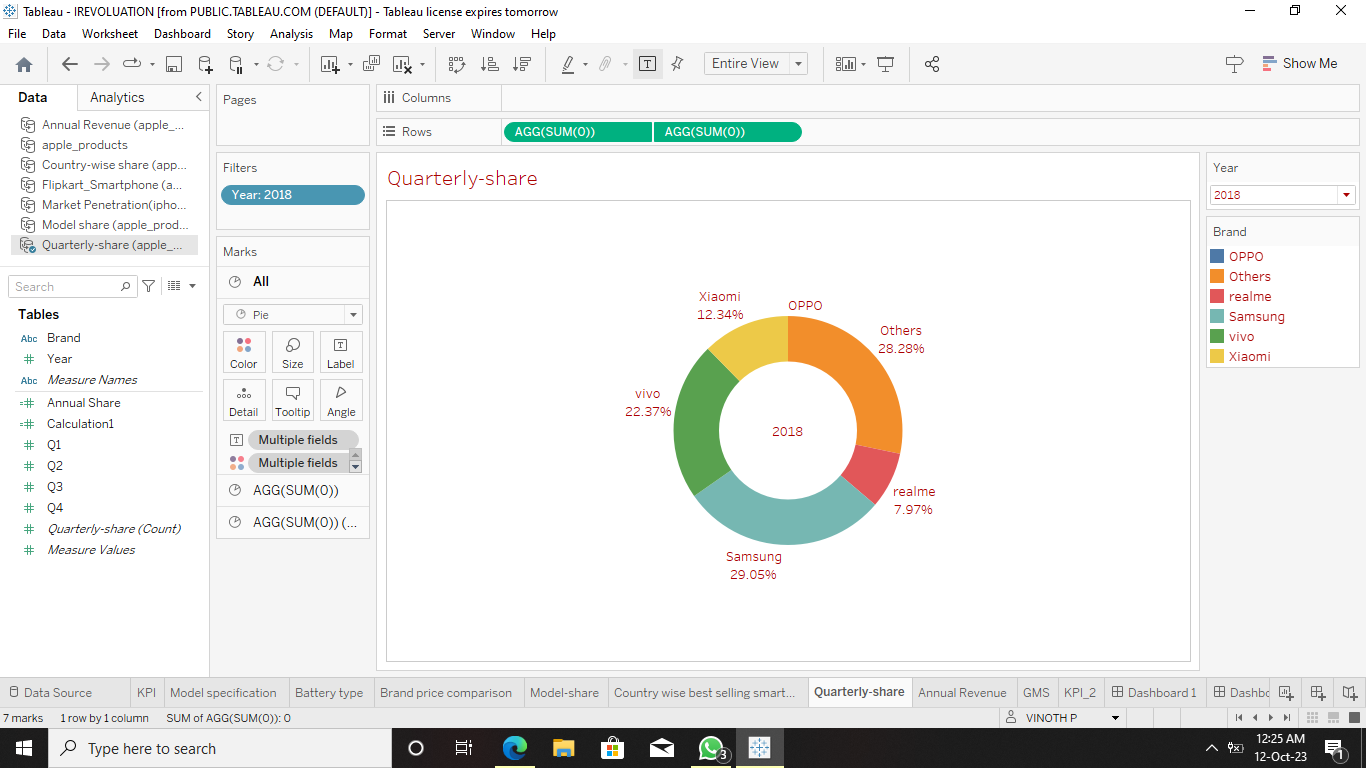 Tableau - IREVOLUATION [from PUBLIC.TABLEAU.COM (DEFAULT)] - Tableau license expires tomorrow
File Data Worksheet Dashboard Story Analysis Map Format Server Window Help
Entire View
Show Me
Data Analytics
Annual Revenue (apple_...
apple_products
Country-wise share (app...
Flipkart_Smartphone (a...
Market Penetration(ipho...
Model share (apple_prod...
Quarterly-share (apple_...
Search
Tables
Abc Brand
Year
Abc Measure Names
Annual Share
Calculation1
Q1
Q2
Q3
Q4
Quarterly-share (Count)
Measure Values
Pages
Filters
Year: 2018
Marks
All
Pie
Color Size Label
Detail Tooltip Angle
Multiple fields
Multiple fields
AGG(SUM(0))
AGG(SUM(0)) (...
Columns
Rows AGG(SUM(0)) AGG(SUM(0))
Quarterly-share
Xiaomi
12.34%
OPPO
Others
28.28%
vivo
22.37%
2018
realme
7.97%
Samsung
29.05%
Year
2018
Brand
OPPO
Others
realme
Samsung
vivo
Xiaomi
Data Source KPI Model specification Battery type Brand price comparison Model-share Country wise best selling smart... Quarterly-share Annual Revenue GMS KPI_2 Dashboard 1 Dashbc
7 marks 1 row by 1 column SUM of AGG(SUM(0)): 0 VINOTH P
Type here to search
3
12:25 AM
12-Oct-23
1